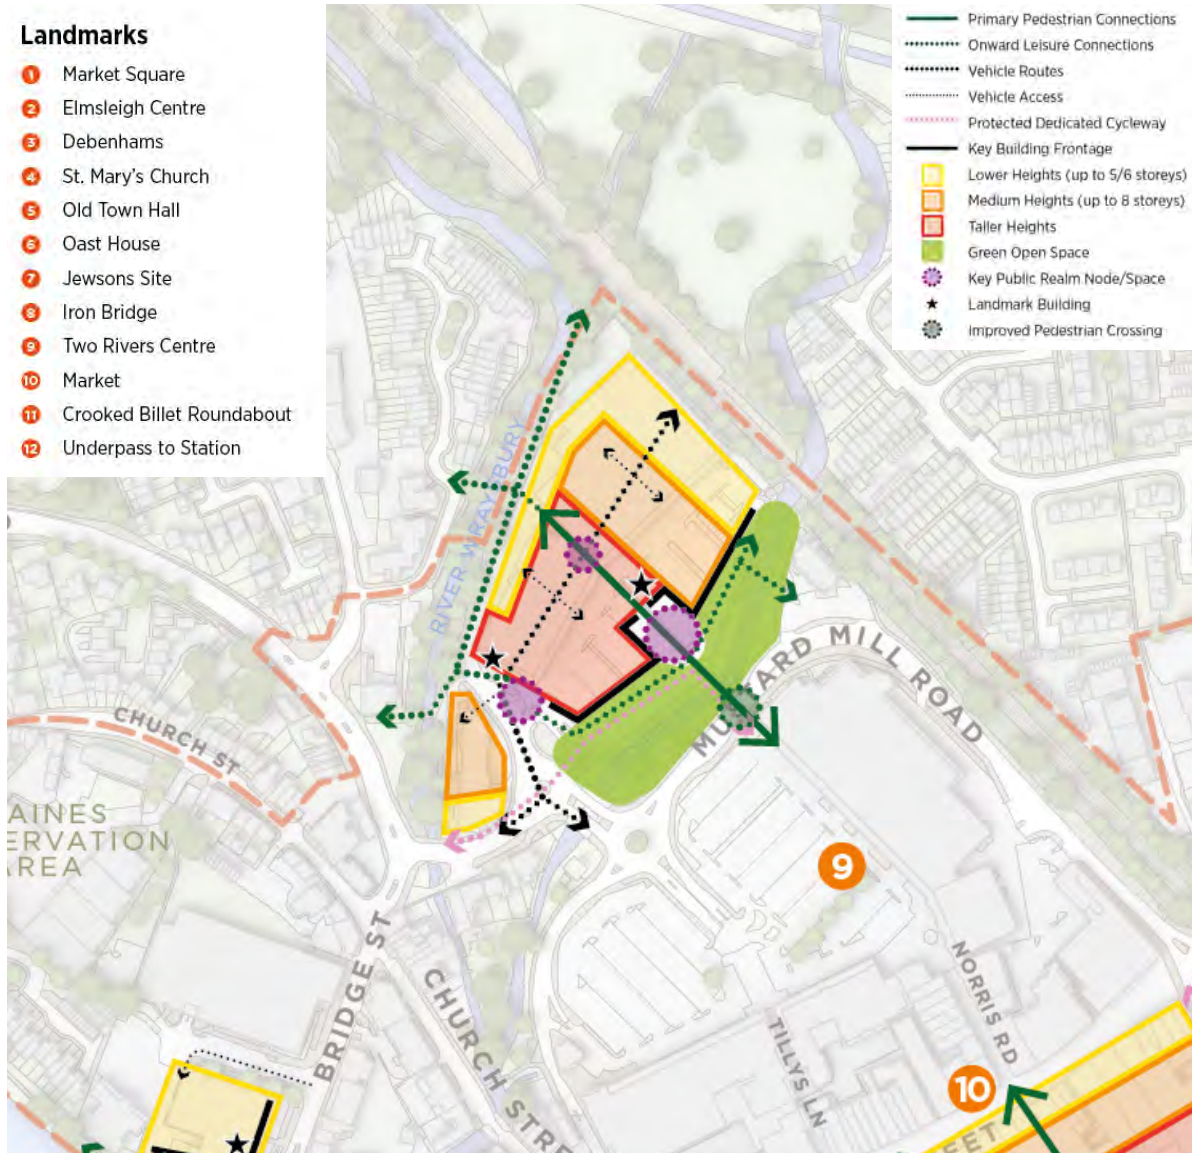 Landmarks
1 Market Square
2 Elmsleigh Centre
3 Debenhams
4 St. Mary's Church
5 Old Town Hall
6 Oast House
7 Jewsons Site
8 Iron Bridge
9 Two Rivers Centre
10 Market
11 Crooked Billet Roundabout
12 Underpass to Station
Primary Pedestrian Connections
Onward Leisure Connections
Vehicle Routes
Vehicle Access
Protected Dedicated Cycleway
Key Building Frontage
Lower Heights (up to 5/6 storeys)
Medium Heights (up to 8 storeys)
Taller Heights
Green Open Space
Key Public Realm Node/Space
Landmark Building
Improved Pedestrian Crossing
RIVER WRAYSBURY
MUSTARD MILL ROAD
CHURCH ST
AINES
ERVATION
AREA
9
BRIDGE ST
CHURCH STRE
NORRIS RD
TILLYS LN
10
EET